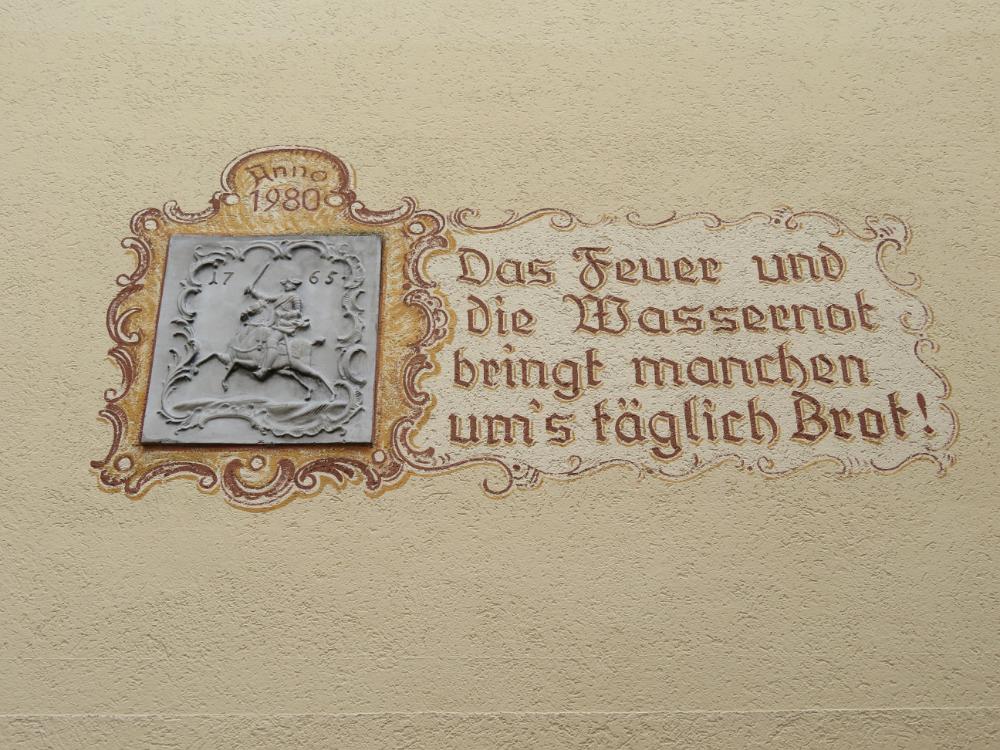 Anno
1980
17 65
Das Feuer und
die Wassernot
bringt manchen
um's täglich Brot!